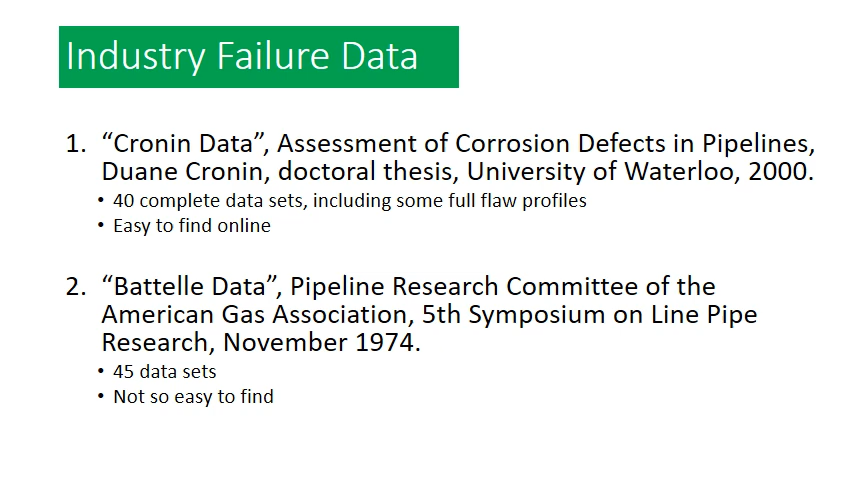 Industry Failure Data
1. “Cronin Data”, Assessment of Corrosion Defects in Pipelines,
Duane Cronin, doctoral thesis, University of Waterloo, 2000.
• 40 complete data sets, including some full flaw profiles
• Easy to find online
2. “Battelle Data”, Pipeline Research Committee of the
American Gas Association, 5th Symposium on Line Pipe
Research, November 1974.
• 45 data sets
• Not so easy to find